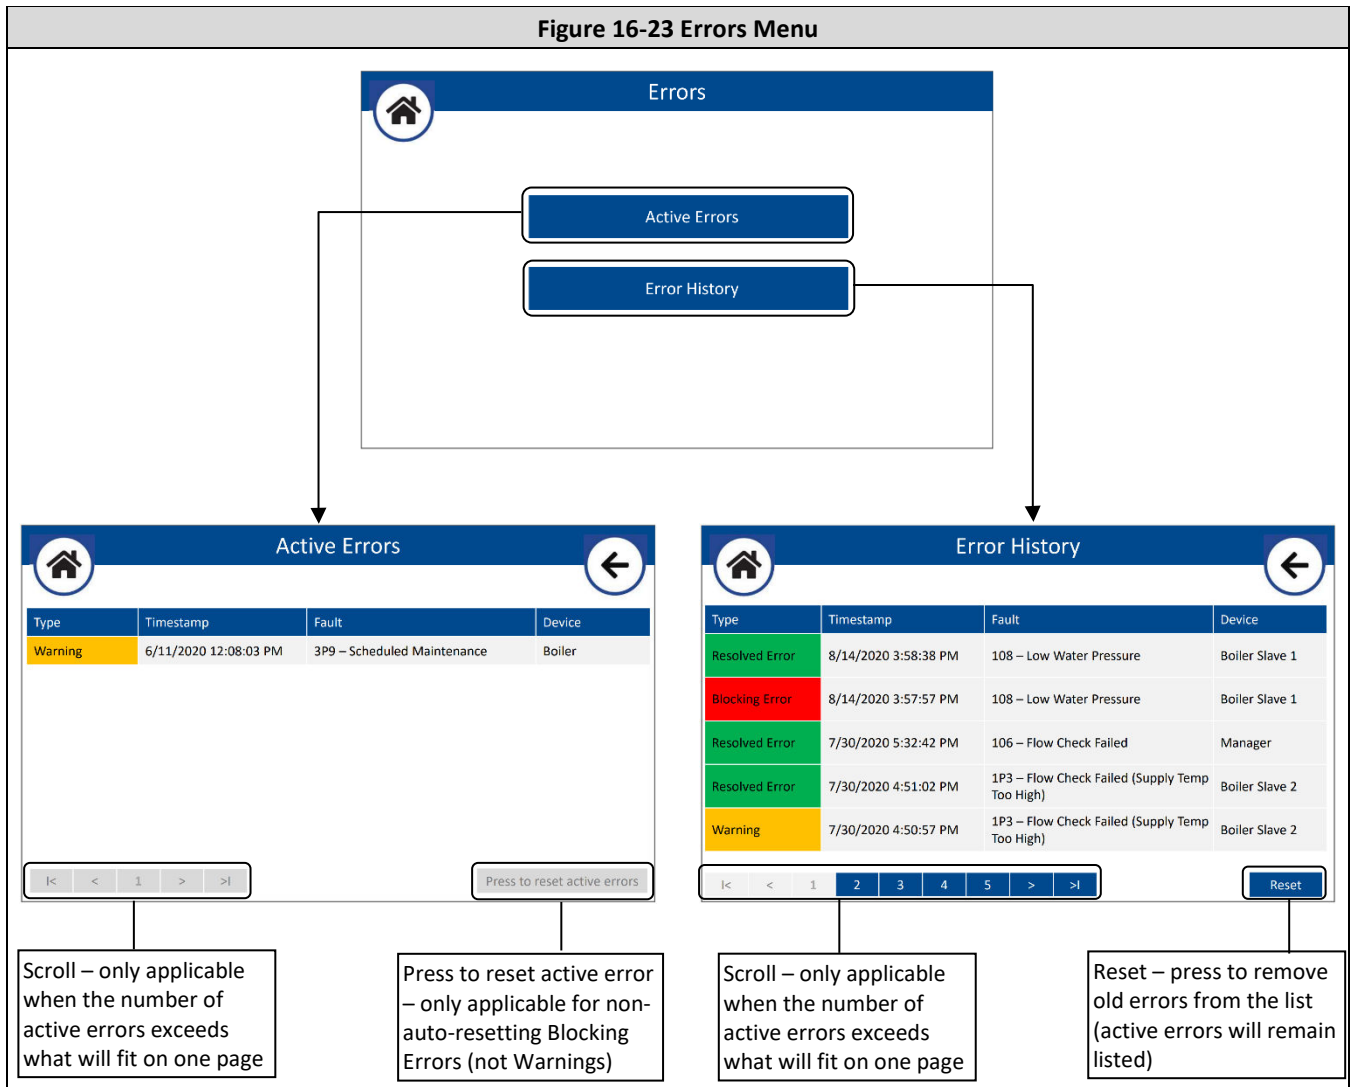 Figure 16-23 Errors Menu
Errors
Active Errors
Error History
Active Errors
Type Timestamp Fault Device
Warning 6/11/2020 12:08:03 PM 3P9 – Scheduled Maintenance Boiler
|< < 1 > >|
Press to reset active errors
Scroll – only applicable
when the number of
active errors exceeds
what will fit on one page
Press to reset active error
– only applicable for non-
auto-resetting Blocking
Errors (not Warnings)
Error History
Type Timestamp Fault Device
Resolved Error 8/14/2020 3:58:38 PM 108 – Low Water Pressure Boiler Slave 1
Blocking Error 8/14/2020 3:57:57 PM 108 – Low Water Pressure Boiler Slave 1
Resolved Error 7/30/2020 5:32:42 PM 106 – Flow Check Failed Manager
Resolved Error 7/30/2020 4:51:02 PM 1P3 – Flow Check Failed (Supply Temp
Too High) Boiler Slave 2
Warning 7/30/2020 4:50:57 PM 1P3 – Flow Check Failed (Supply Temp
Too High) Boiler Slave 2
|< < 1 2 3 4 5 > >|
Reset
Scroll – only applicable
when the number of
active errors exceeds
what will fit on one page
Reset – press to remove
old errors from the list
(active errors will remain
listed)